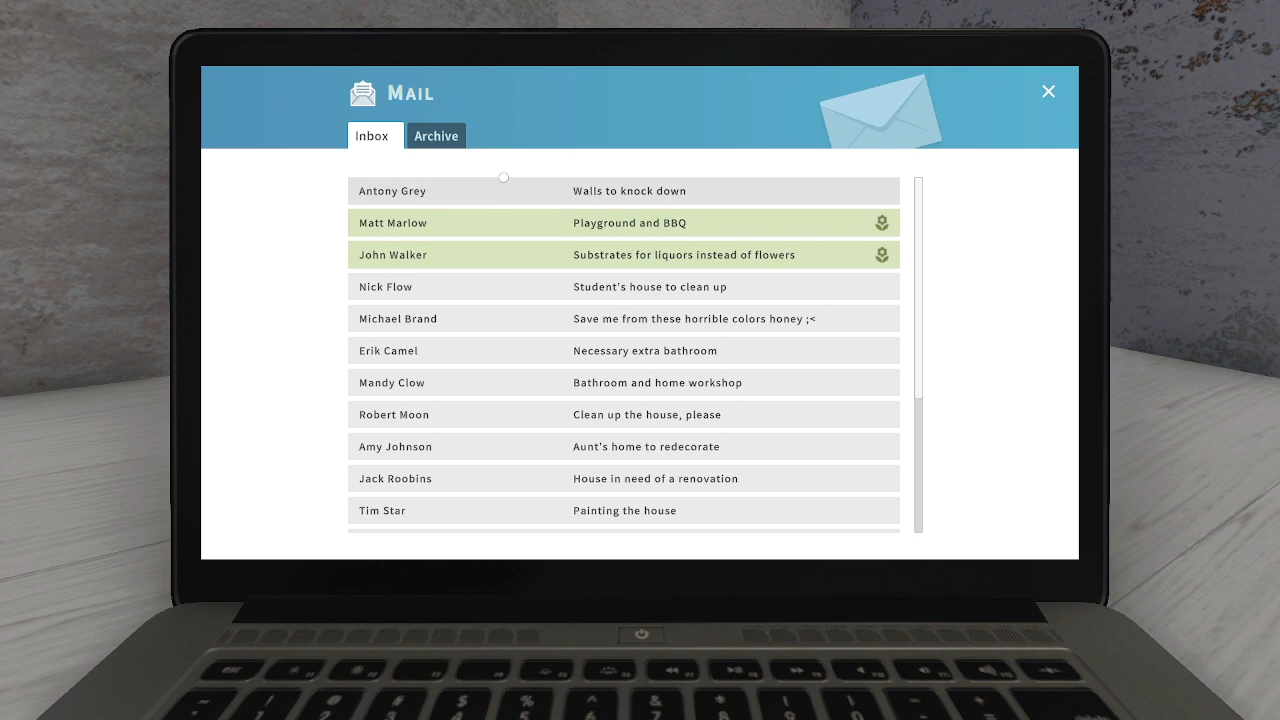 Mail
Inbox Archive
Antony Grey Walls to knock down
Matt Marlow Playground and BBQ
John Walker Substrates for liquors instead of flowers
Nick Flow Student's house to clean up
Michael Brand Save me from these horrible colors honey ;<
Erik Camel Necessary extra bathroom
Mandy Clow Bathroom and home workshop
Robert Moon Clean up the house, please
Amy Johnson Aunt's home to redecorate
Jack Roobins House in need of a renovation
Tim Star Painting the house
esc